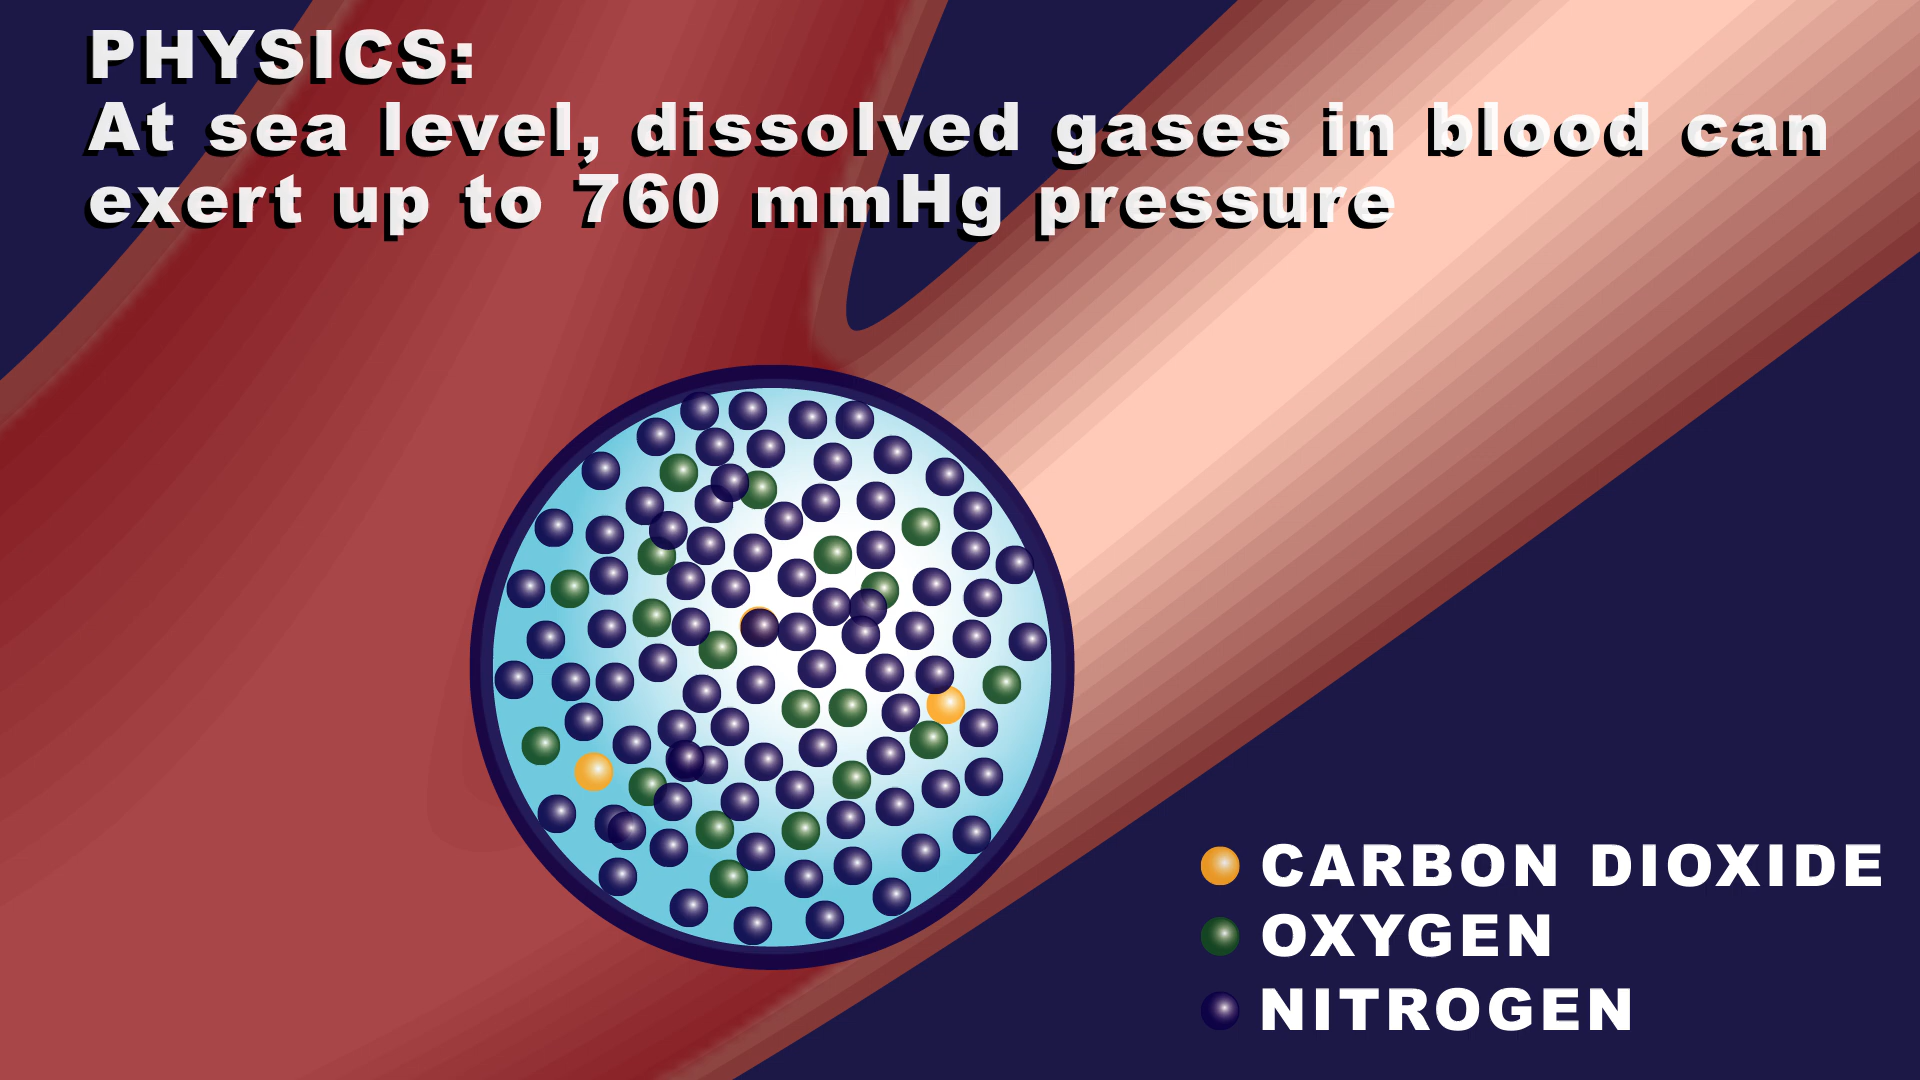 PHYSICS:
At sea level, dissolved gases in blood can
exert up to 760 mmHg pressure
CARBON DIOXIDE
OXYGEN
NITROGEN